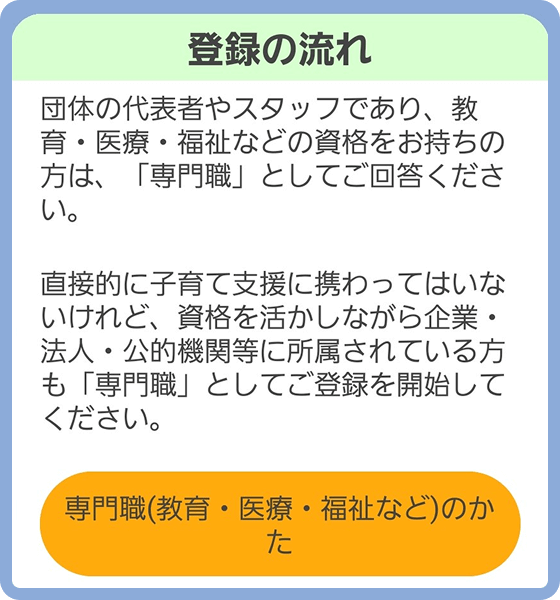 登録の流れ
団体の代表者やスタッフであり、教
育・医療・福祉などの資格をお持ちの
方は、「専門職」としてご回答くださ
い。
直接的に子育て支援に携わってはいな
いけれど、資格を活かしながら企業・
法人・公的機関等に所属されている方
も「専門職」としてご登録を開始して
ください。
専門職(教育・医療・福祉など)のか
た